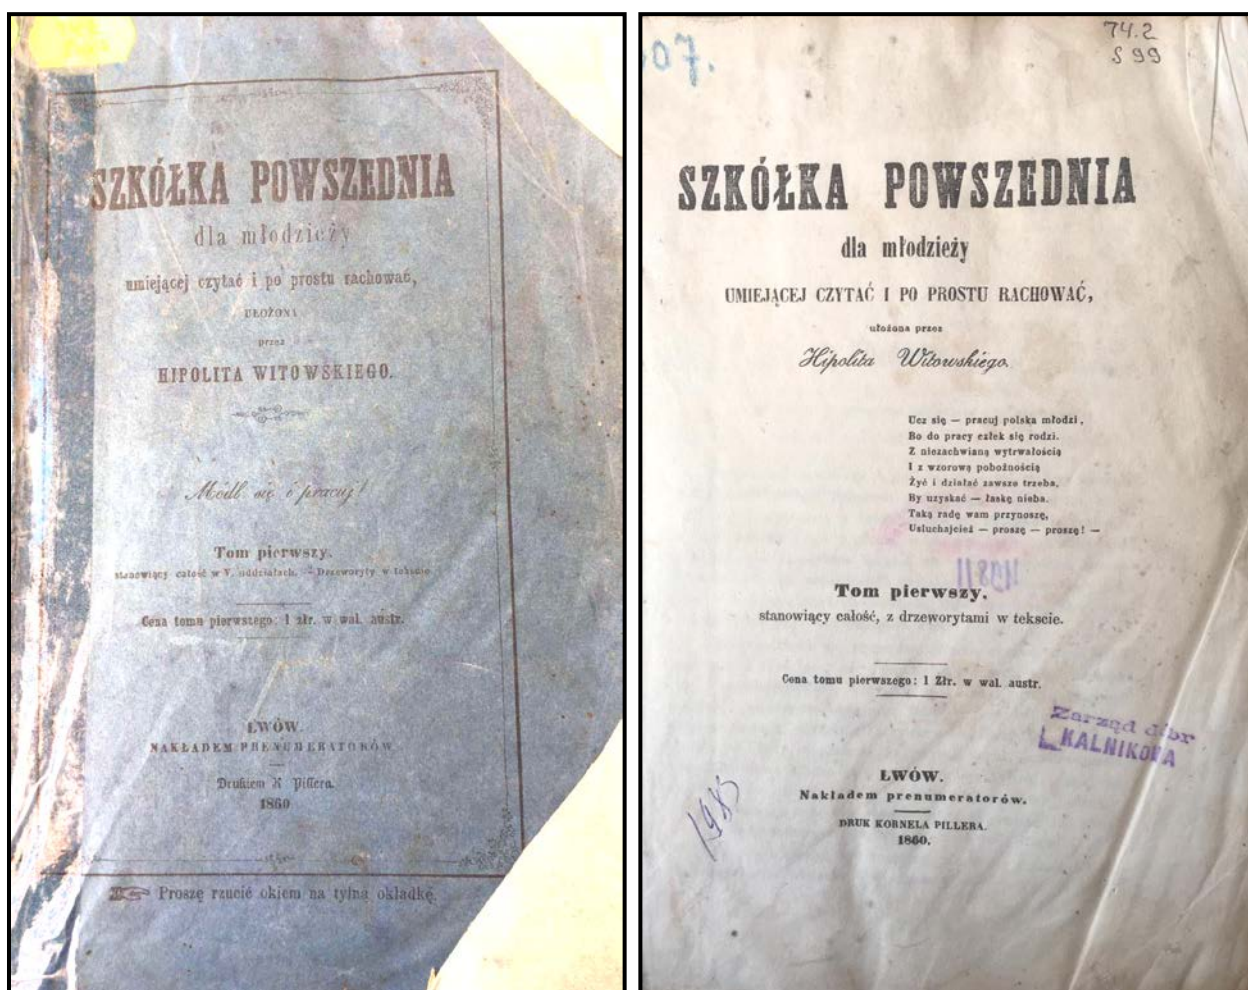 SZKÓŁKA POWSZEDNIA
dla młodzieży
umiejącej czytać i po prostu rachować,
UŁOŻONA
przez
HIPOLITA WITOWSKIEGO.
Módl się i pracuj!
Tom pierwszy.
stanowiący całość w V. oddziałach. — Drzeworyty w tekscie.
Cena tomu pierwszego: 1 złr. w wal. austr.
LWÓW.
NAKŁADEM PRENUMERATORÓW.
Drukiem K Pillera.
1860
Proszę rzucić okiem na tylna okładkę.
07.
74.2
S 99
SZKÓŁKA POWSZEDNIA
dla młodzieży
UMIEJĄCEJ CZYTAĆ I PO PROSTU RACHOWAĆ,
ułożona przez
Hipolita Witowskiego.
Ucz się — pracuj polska młodzi,
Bo do pracy człek się rodzi.
Z niezachwianą wytrwałością
I z wzorową pobożnością
Żyć i działać zawsze trzeba,
By uzyskać — łaskę nieba.
Taką radę wam przynoszę,
Usłuchajcież — proszę — proszę! —
Tom pierwszy,
stanowiący całość, z drzeworytami w tekscie.
Cena tomu pierwszego: 1 Złr. w wal. austr.
Zarząd dóbr
KALNIKOWA
LWÓW.
Nakładem prenumeratorów.
DRUK KORNELA PILLERA.
1860.
1985